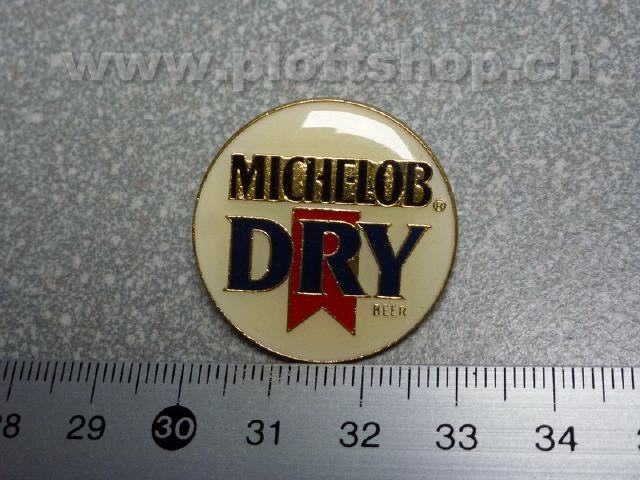 www.plottshop.ch
MICHELOB®
DRY
BEER
28 29 30 31 32 33 34